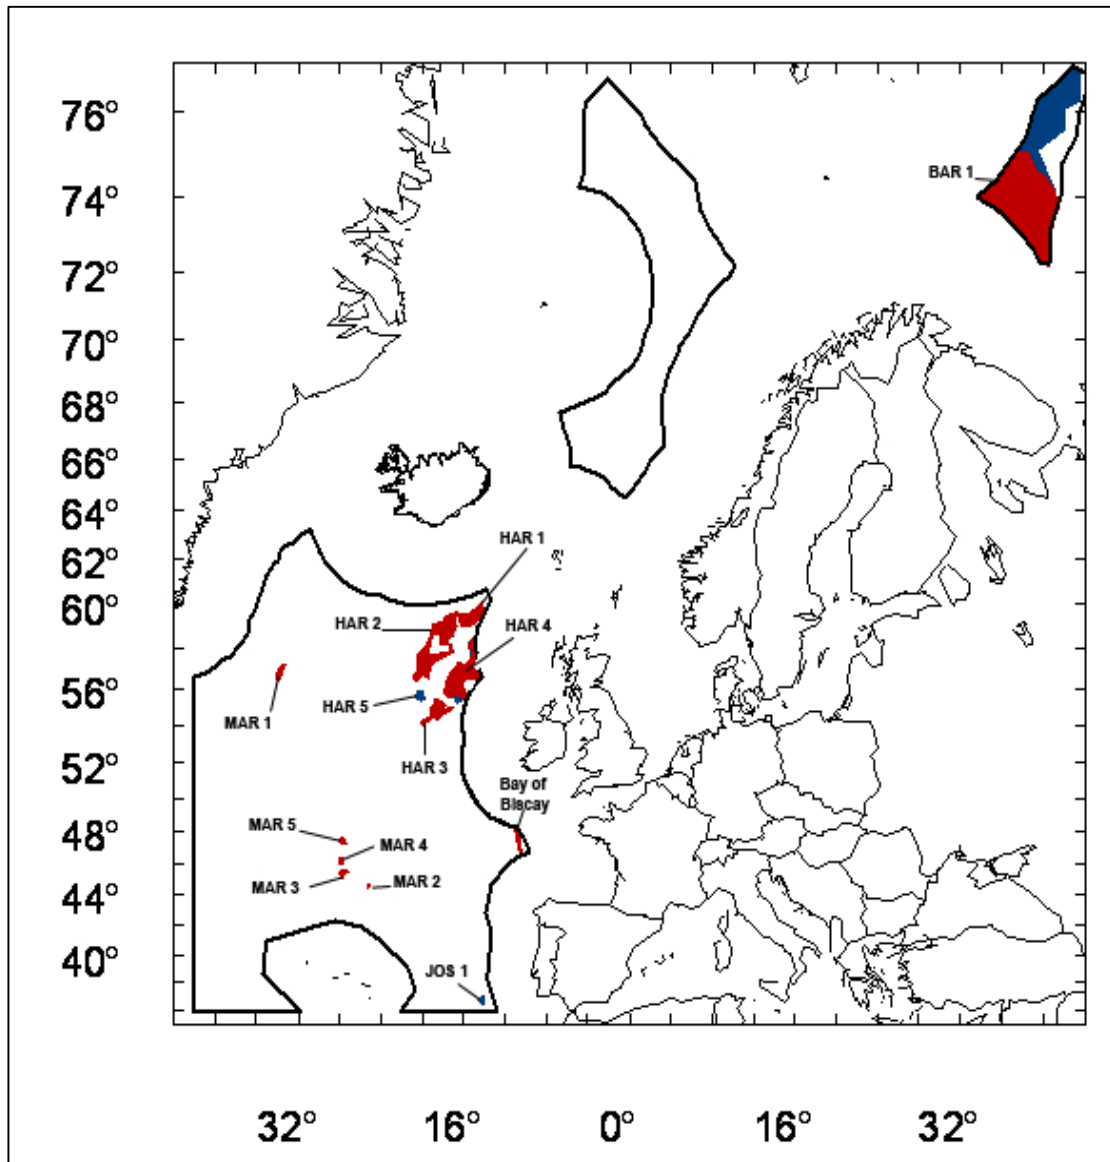 76°
BAR 1
74°
72°
70°
68°
66°
64°
HAR 1
62°
60°
HAR 2
HAR 4
56°
HAR 5
MAR 1
52°
HAR 3
Bay of
Biscay
MAR 5
48°
MAR 4
MAR 3
MAR 2
44°
40°
JOS 1
32°
16°
0°
16°
32°